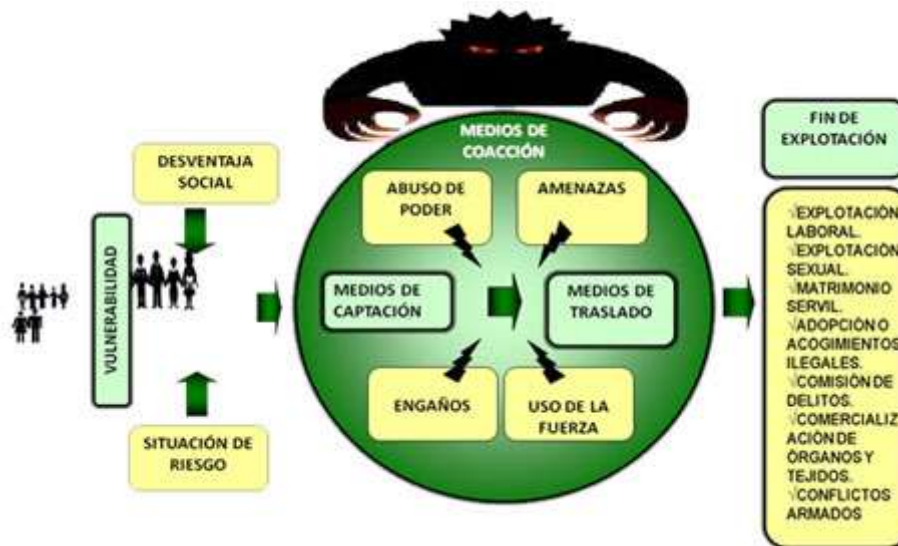 DESVENTAJA
SOCIAL
VULNERABILIDAD
SITUACIÓN DE
RIESGO
MEDIOS DE
COACCIÓN
ABUSO DE
PODER
AMENAZAS
MEDIOS DE
CAPTACIÓN
MEDIOS DE
TRASLADO
ENGAÑOS
USO DE LA
FUERZA
FIN DE
EXPLOTACIÓN
√EXPLOTACIÓN
LABORAL.
√EXPLOTACIÓN
SEXUAL.
√MATRIMONIO
SERVIL.
√ADOPCIÓN O
ACOGIMIENTOS
ILEGALES.
√COMISIÓN DE
DELITOS.
√COMERCIALIZ
ACIÓN DE
ÓRGANOS Y
TEJIDOS.
√CONFLICTOS
ARMADOS